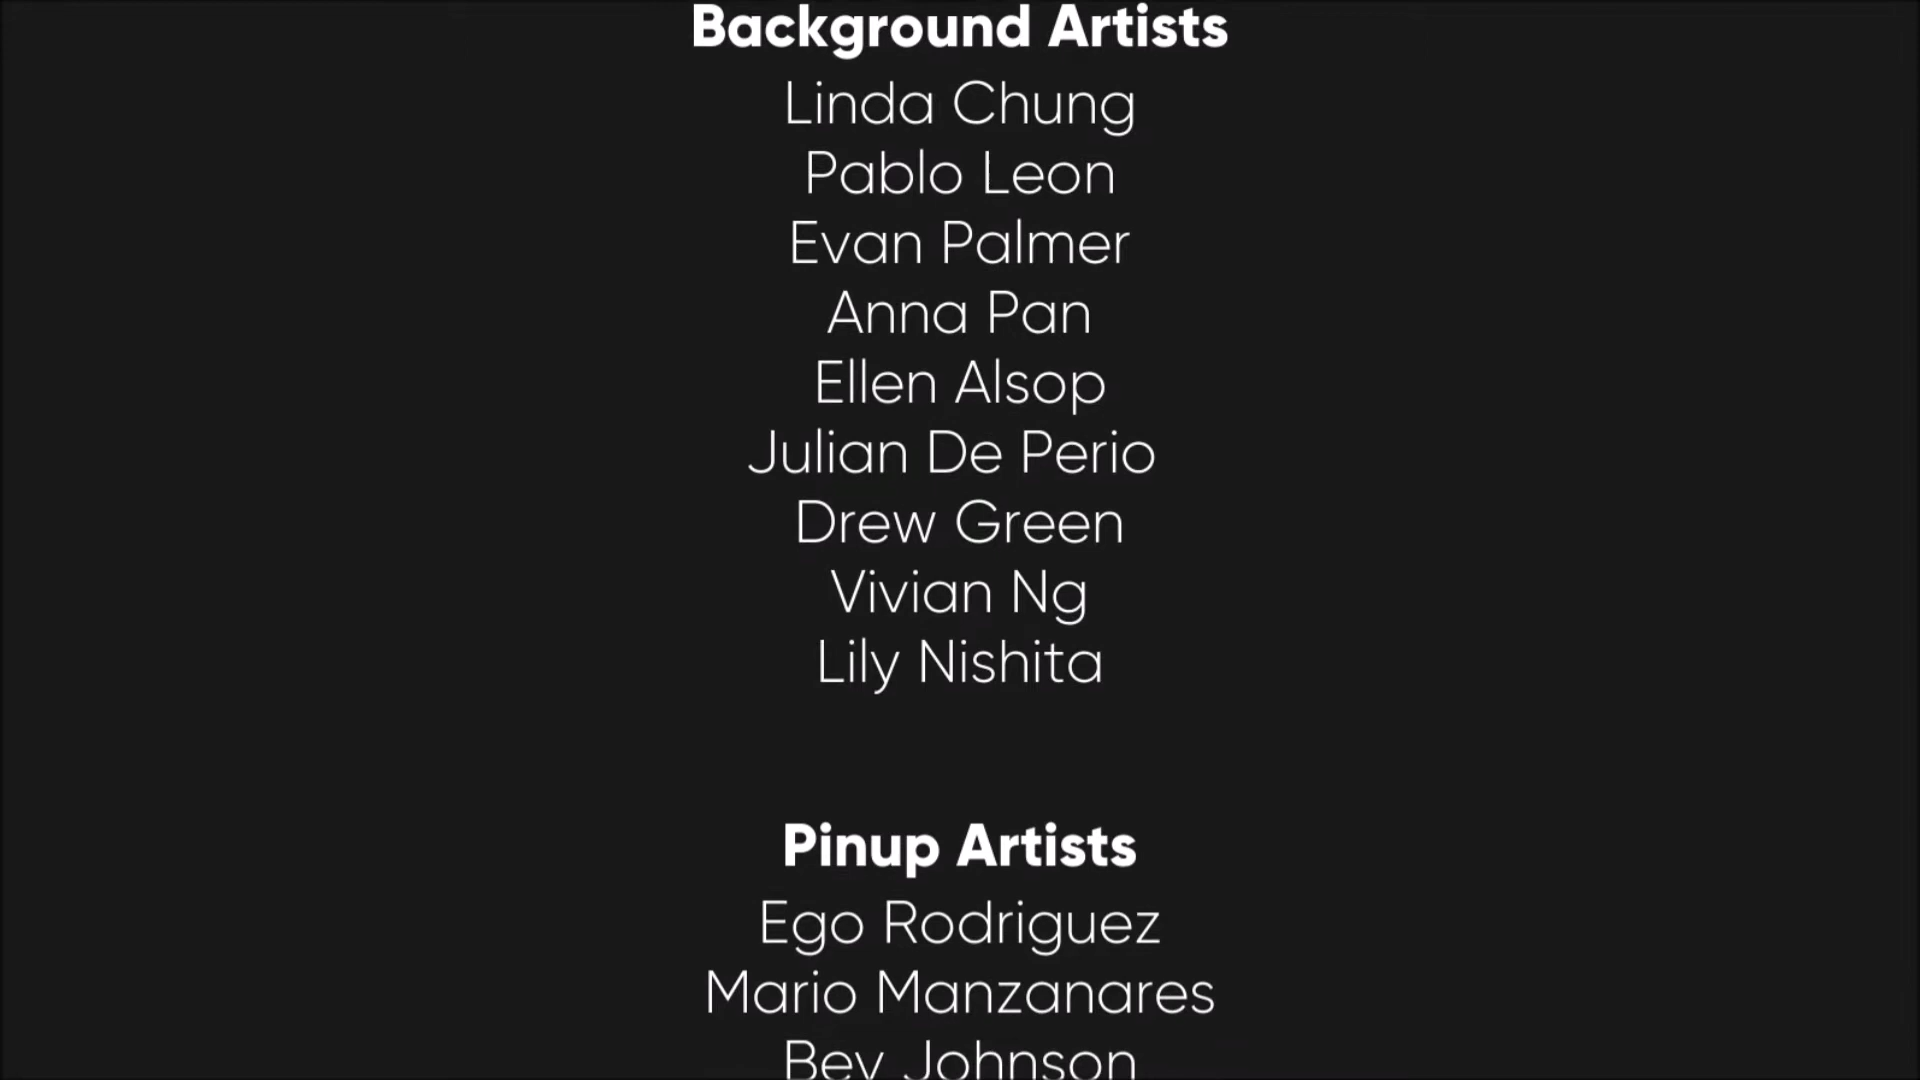 Background Artists
Linda Chung
Pablo Leon
Evan Palmer
Anna Pan
Ellen Alsop
Julian De Perio
Drew Green
Vivian Ng
Lily Nishita
Pinup Artists
Ego Rodriguez
Mario Manzanares
Bev Johnson